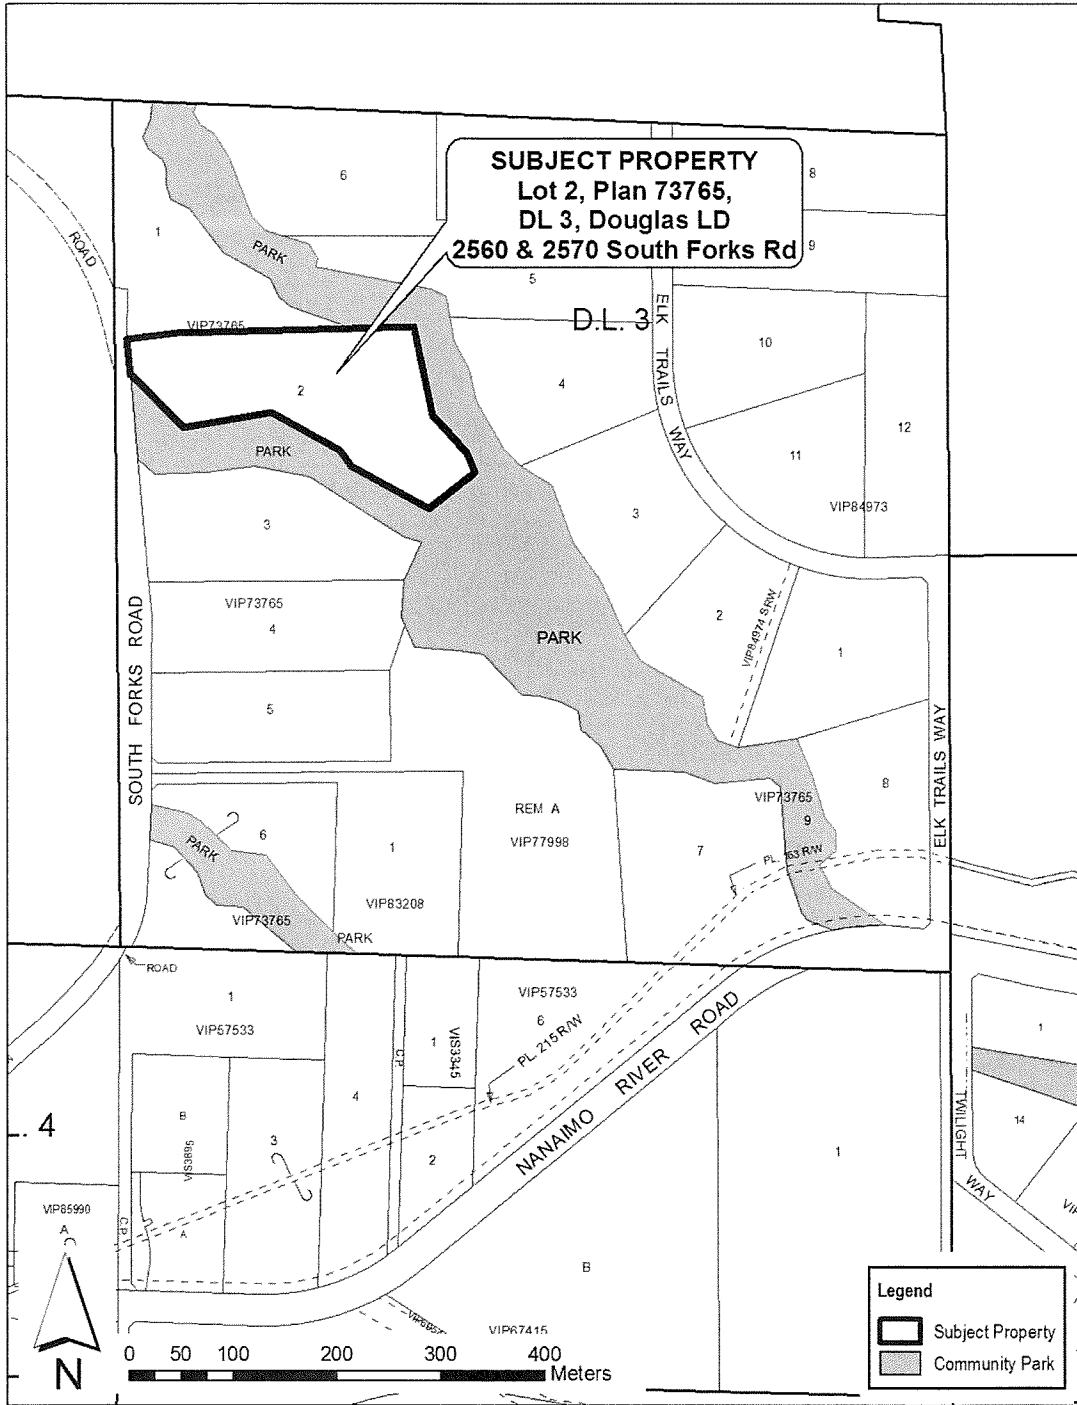 SUBJECT PROPERTY
Lot 2, Plan 73765,
DL 3, Douglas LD
2560 & 2570 South Forks Rd
6
8
9
5
1
ROAD
PARK
D.L. 3
ELK TRAILS WAY
VIP73765
10
2
4
12
PARK
11
VIP84973
3
3
VIP73765
4
PARK
2
VIP84974 SRW
1
SOUTH FORKS ROAD
5
ELK TRAILS WAY
8
VIP73765
9
REM A
VIP77998
6
PARK
1
7
PL. 163 R/W
VIP83208
VIP73765
PARK
ROAD
1
VIP57533
VIP57533
6
PL. 215 R/W
NANAIMO RIVER ROAD
1
VIS3345
C.P.
1
4
B
3
VIS3895
2
TWILIGHT WAY
14
1
. 4
VIP85990
A
C.P.
A
B
VIP67415
N
0 50 100 200 300 400
Meters
Legend
Subject Property
Community Park